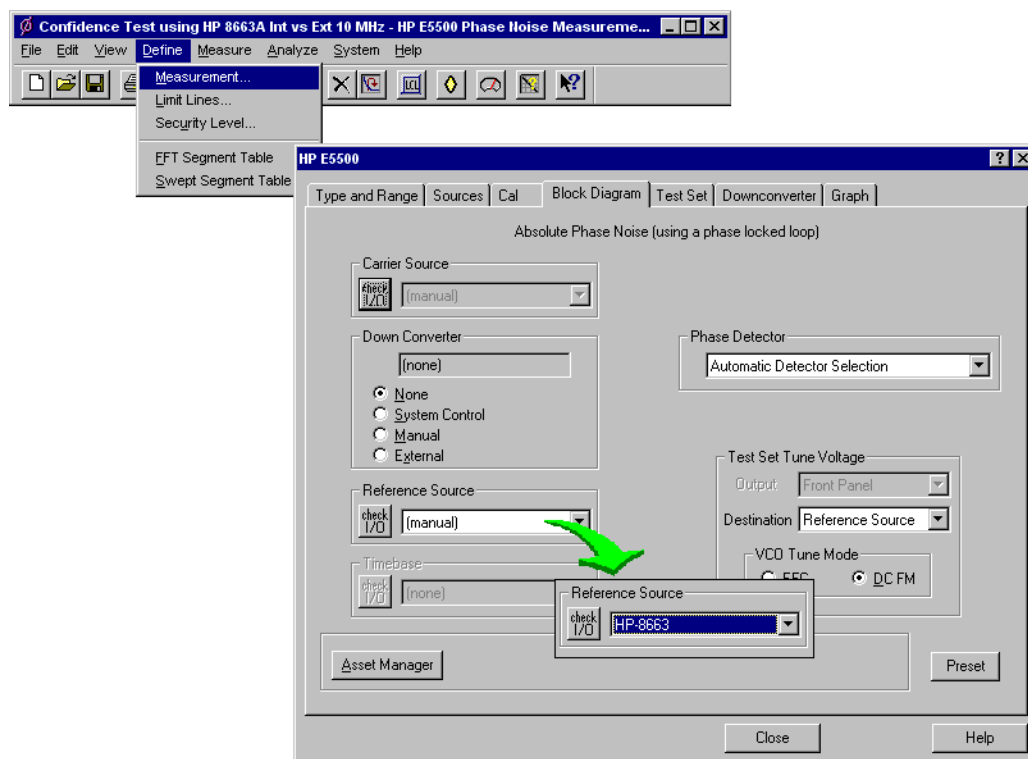 Confidence Test using HP 8663A Int vs Ext 10 MHz - HP E5500 Phase Noise Measureme...
File Edit View Define Measure Analyze System Help
Measurement...
Limit Lines...
Security Level...
FFT Segment Table
Swept Segment Table
LCL
HP E5500
Type and Range Sources Cal Block Diagram Test Set Downconverter Graph
Absolute Phase Noise (using a phase locked loop)
Carrier Source
check I/O (manual)
Down Converter
(none)
None
System Control
Manual
External
Phase Detector
Automatic Detector Selection
Reference Source
check I/O (manual)
Timebase
check I/O (none)
Test Set Tune Voltage
Output Front Panel
Destination Reference Source
VCO Tune Mode
DC FM
Reference Source
check I/O HP-8663
Asset Manager
Preset
Close Help